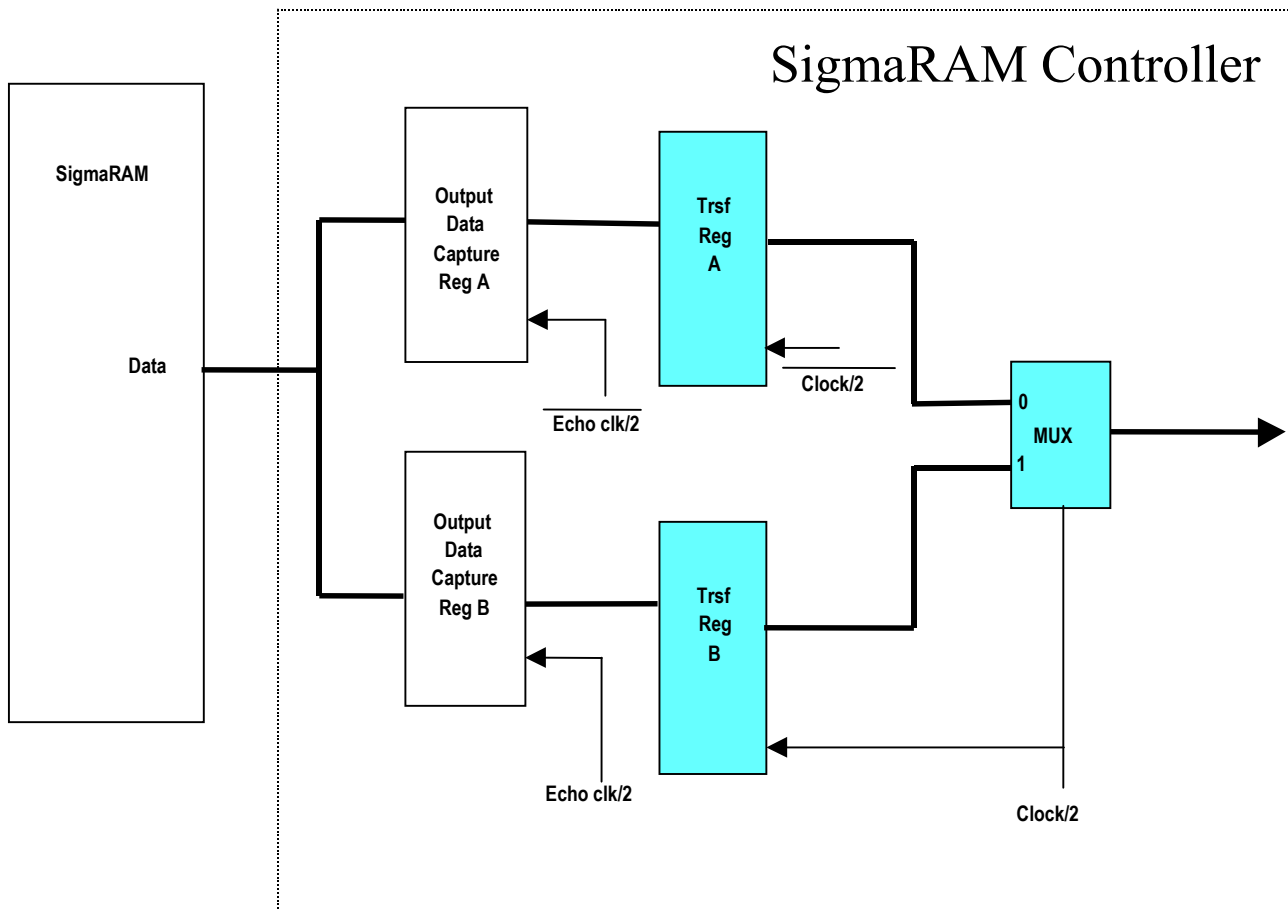 SigmaRAM Controller
SigmaRAM
Data
Output
Data
Capture
Reg A
Echo clk/2
Trsf
Reg
A
Clock/2
Output
Data
Capture
Reg B
Echo clk/2
Trsf
Reg
B
0
MUX
1
Clock/2